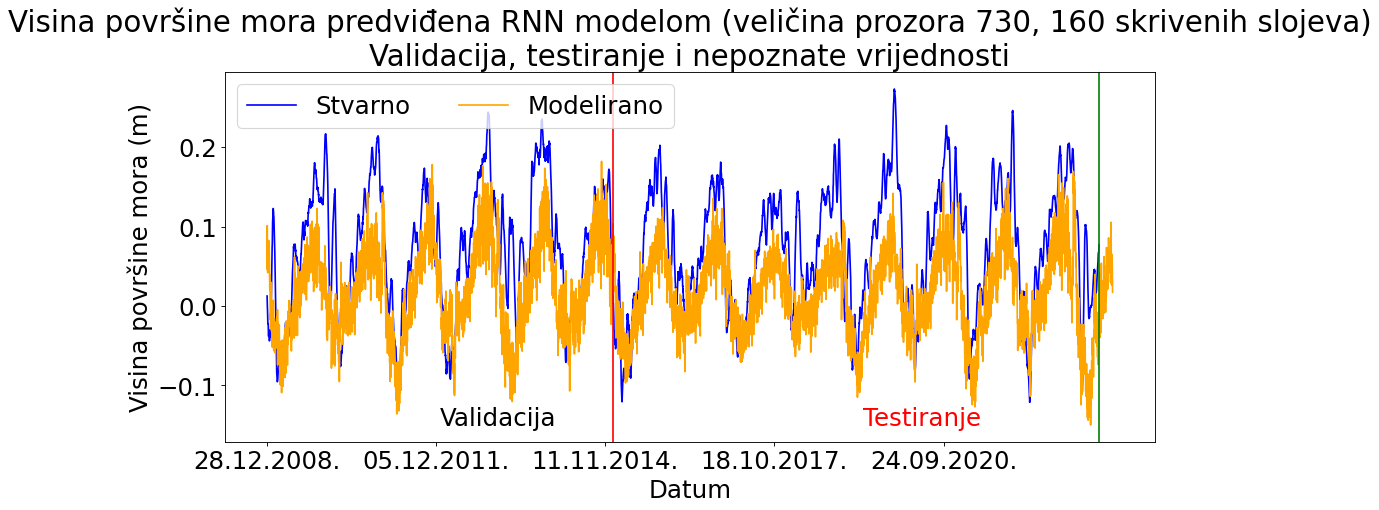 Visina površine mora predviđena RNN modelom (veličina prozora 730, 160 skrivenih slojeva)
Validacija, testiranje i nepoznate vrijednosti
Stvarno
Modelirano
Visina površine mora (m)
0.2
0.1
0.0
−0.1
Validacija
Testiranje
28.12.2008.
05.12.2011.
11.11.2014.
18.10.2017.
24.09.2020.
Datum